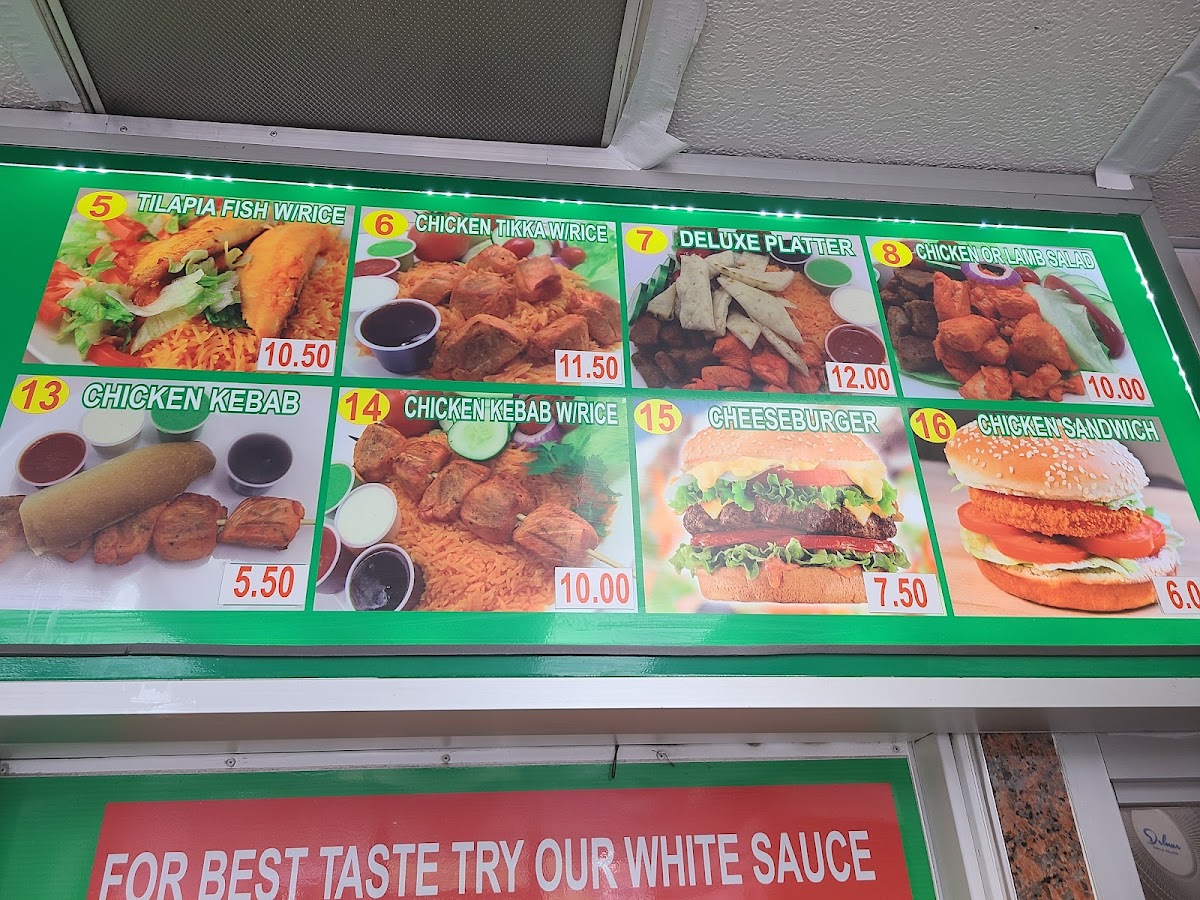 5 TILAPIA FISH W/RICE
10.50
6 CHICKEN TIKKA W/RICE
11.50
7 DELUXE PLATTER
12.00
8 CHICKEN OR LAMB SALAD
10.00
13 CHICKEN KEBAB
5.50
14 CHICKEN KEBAB W/RICE
10.00
15 CHEESEBURGER
7.50
16 CHICKEN SANDWICH
6.0
FOR BEST TASTE TRY OUR WHITE SAUCE